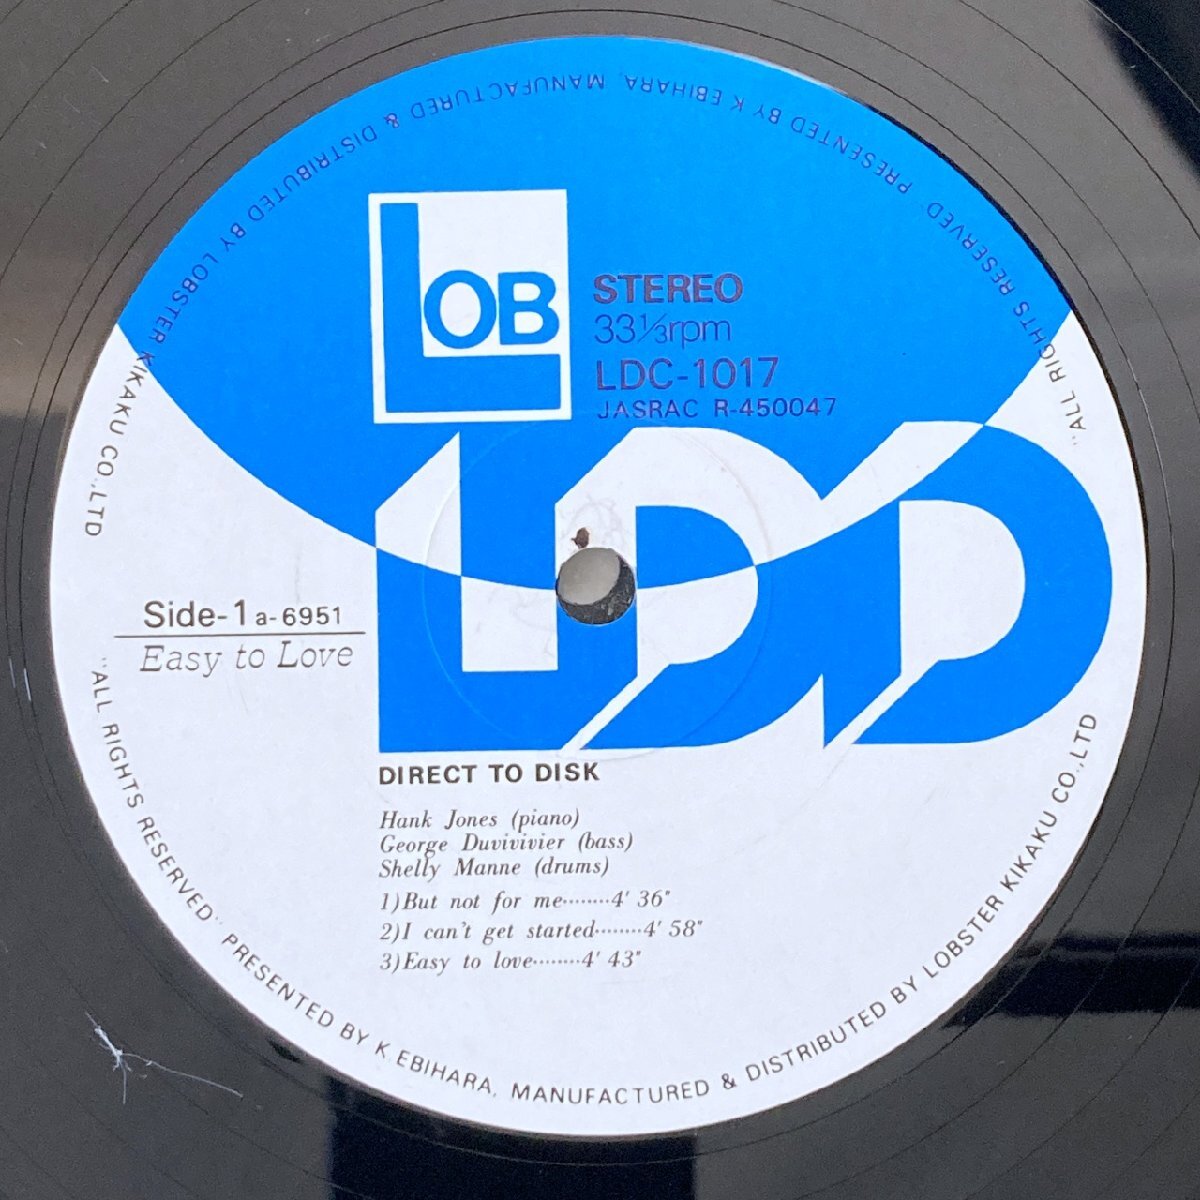 LOB
STEREO
33⅓rpm
LDC-1017
JASRAC R-450047
LDD
Side-1 a-6951
Easy to Love
DIRECT TO DISK
Hank Jones (piano)
George Duvivivier (bass)
Shelly Manne (drums)
1)But not for me········4' 36"
2)I can't get started········4' 58"
3)Easy to love········4' 43"
"ALL RIGHTS RESERVED" PRESENTED BY K.EBIHARA, MANUFACTURED & DISTRIBUTED BY LOBSTER KIKAKU CO.,LTD
"ALL RIGHTS RESERVED" PRESENTED BY K EBIHARA, MANUFACTURED & DISTRIBUTED BY LOBSTER KIKAKU CO.,LTD